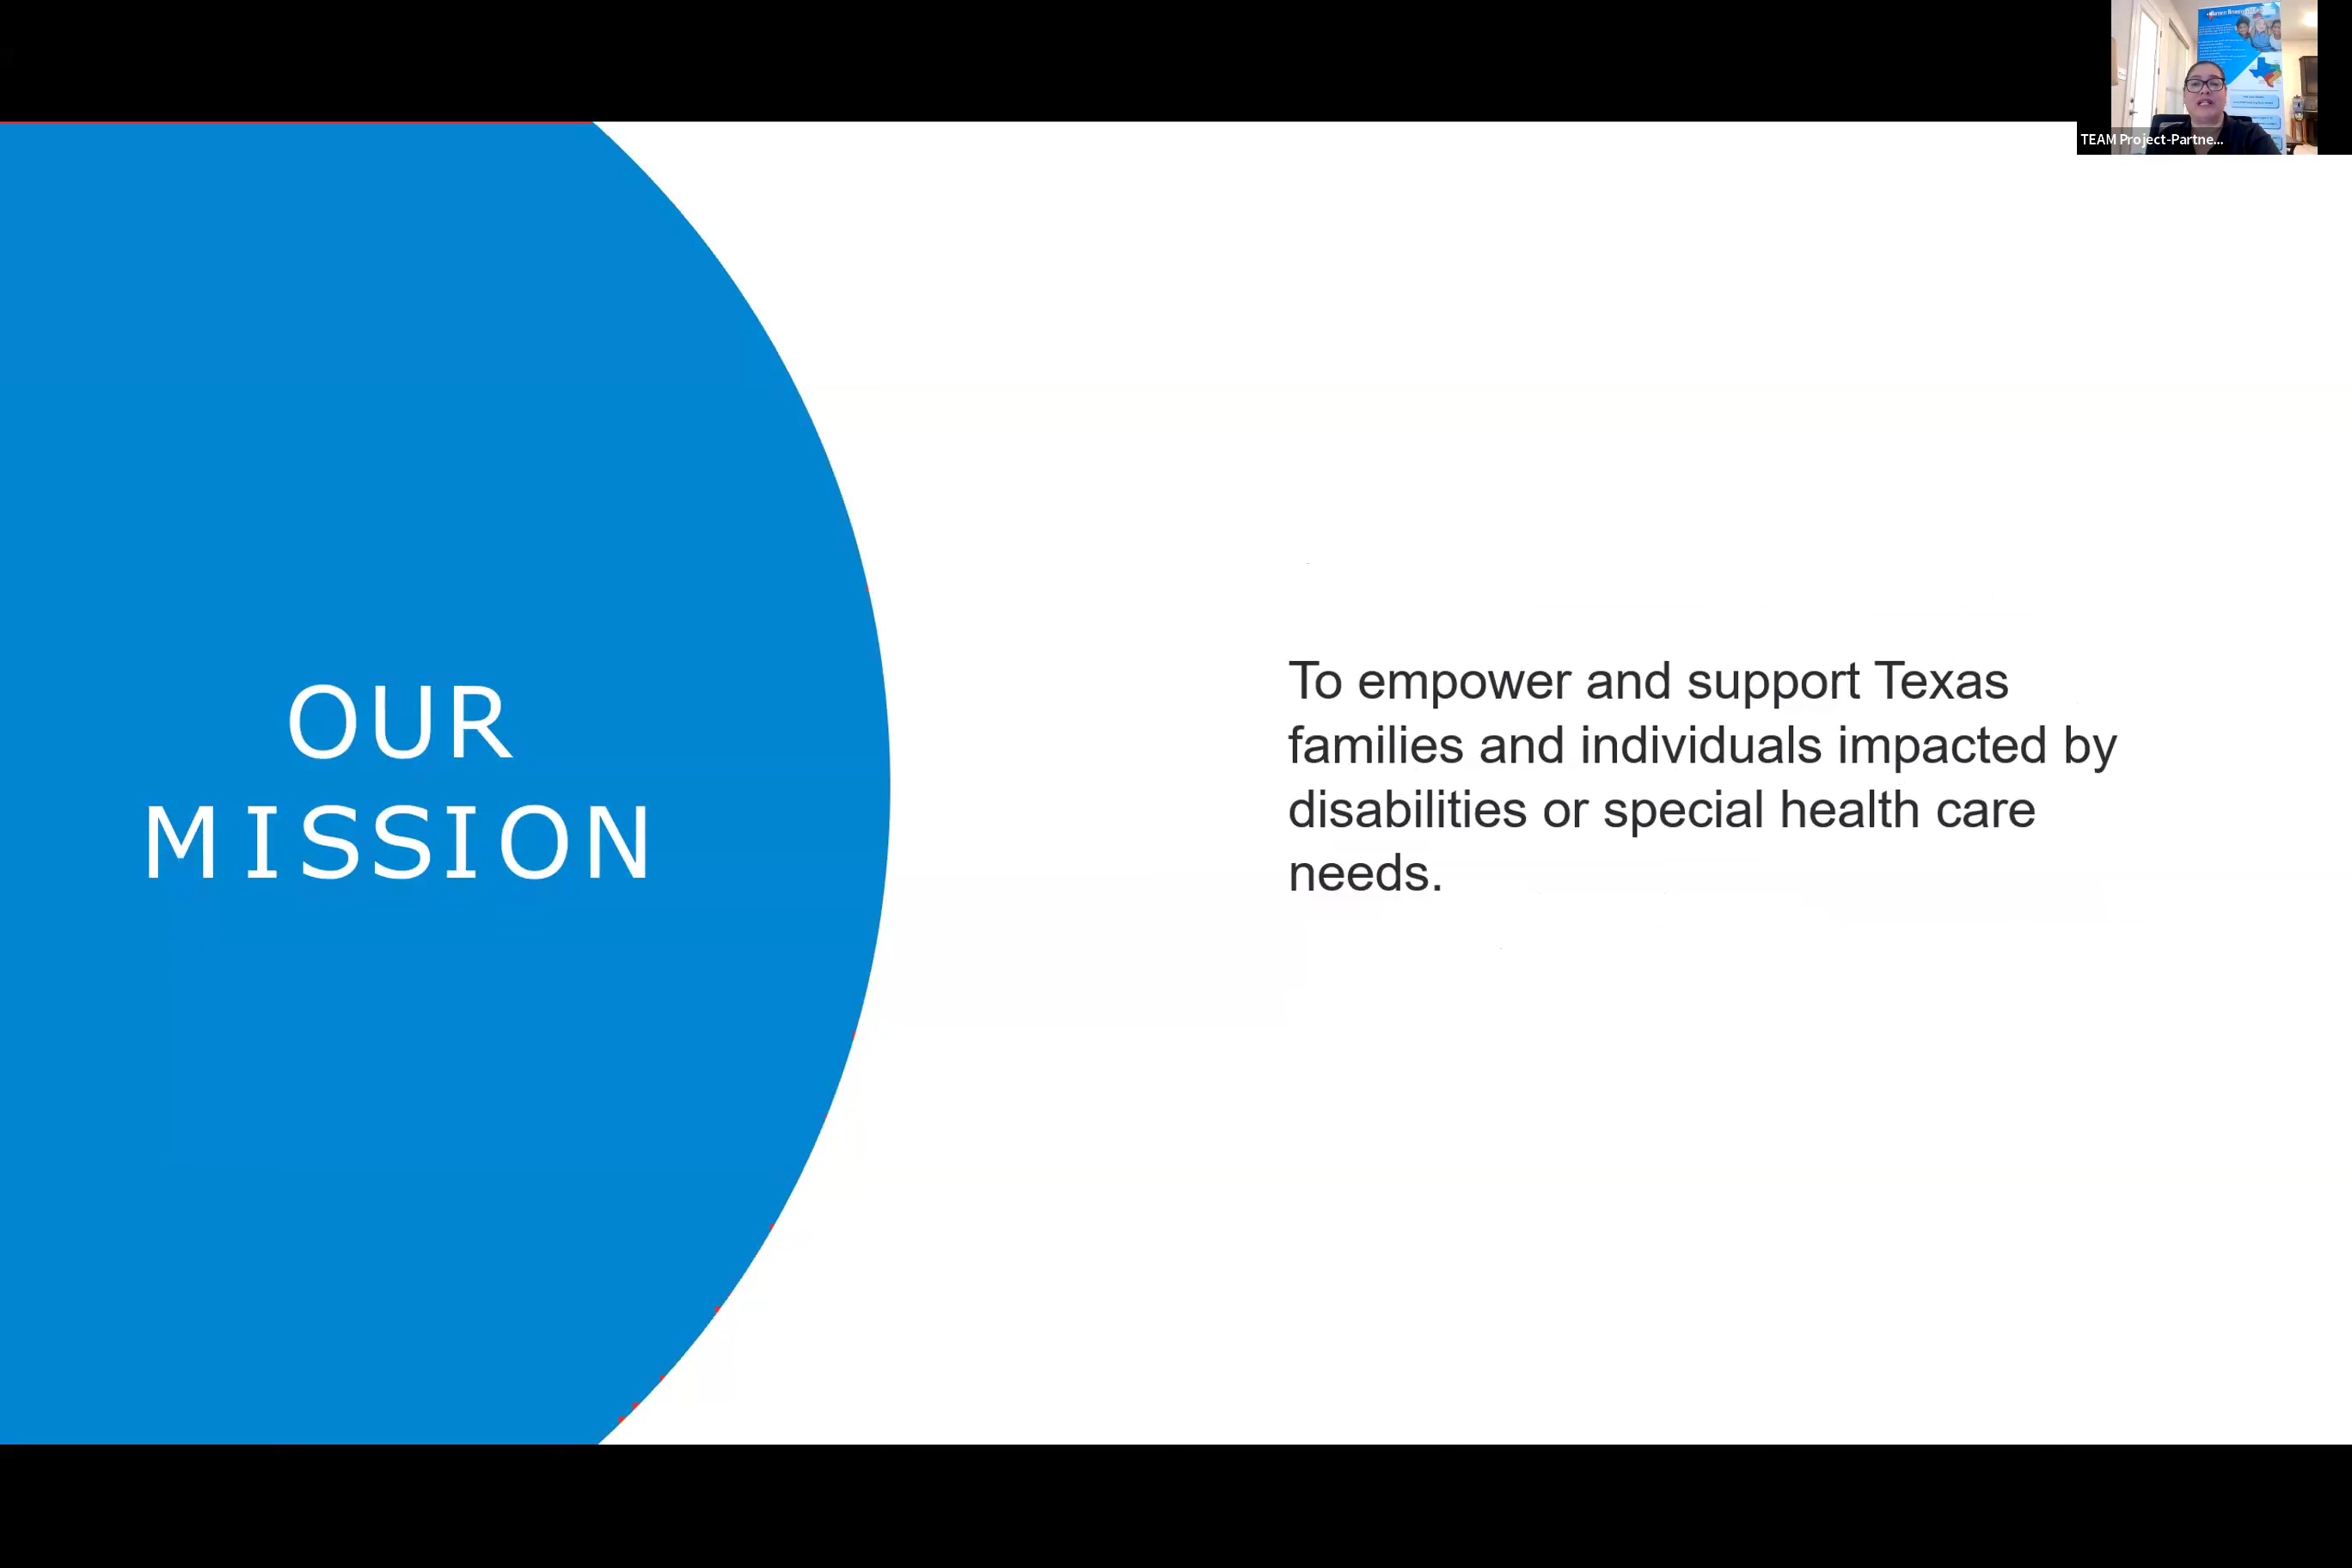 TEAM Project-Partne...
OUR
MISSION
To empower and support Texas
families and individuals impacted by
disabilities or special health care
needs.